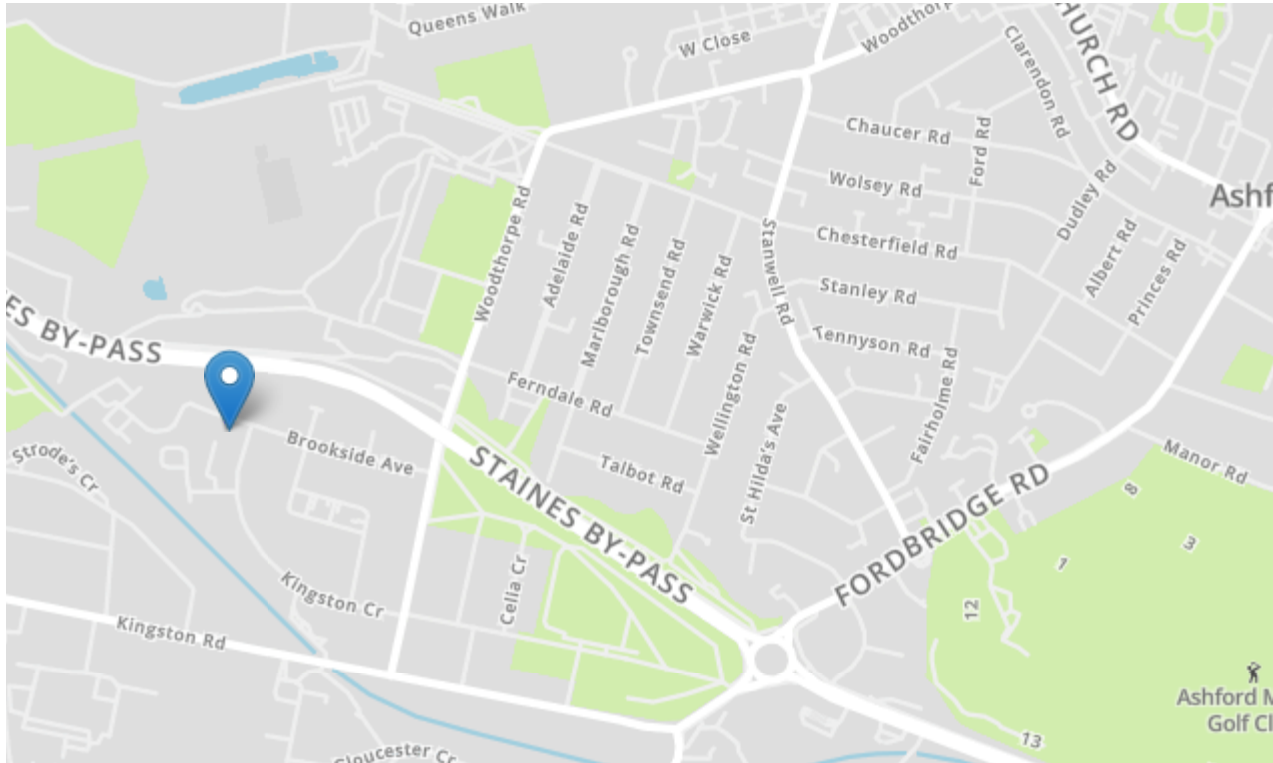 Queens Walk
W Close
Woodthorp
HURCH RD
Clarendon Rd
Chaucer Rd
Ford Rd
Wolsey Rd
Dudley Rd
Ashf
Chesterfield Rd
Albert Rd
Princes Rd
Stanwell Rd
Woodthorpe Rd
Adelaide Rd
Marlborough Rd
Townsend Rd
Warwick Rd
Stanley Rd
Tennyson Rd
ES BY-PASS
Wellington Rd
Fairholme Rd
Ferndale Rd
St Hilda's Ave
Brookside Ave
Strode's Cr
STAINES BY-PASS
Talbot Rd
Manor Rd
FORDBRIDGE RD
8
3
1
12
Celia Cr
Kingston Cr
Kingston Rd
Ashford M
Golf Cl
13
Gloucester Cr